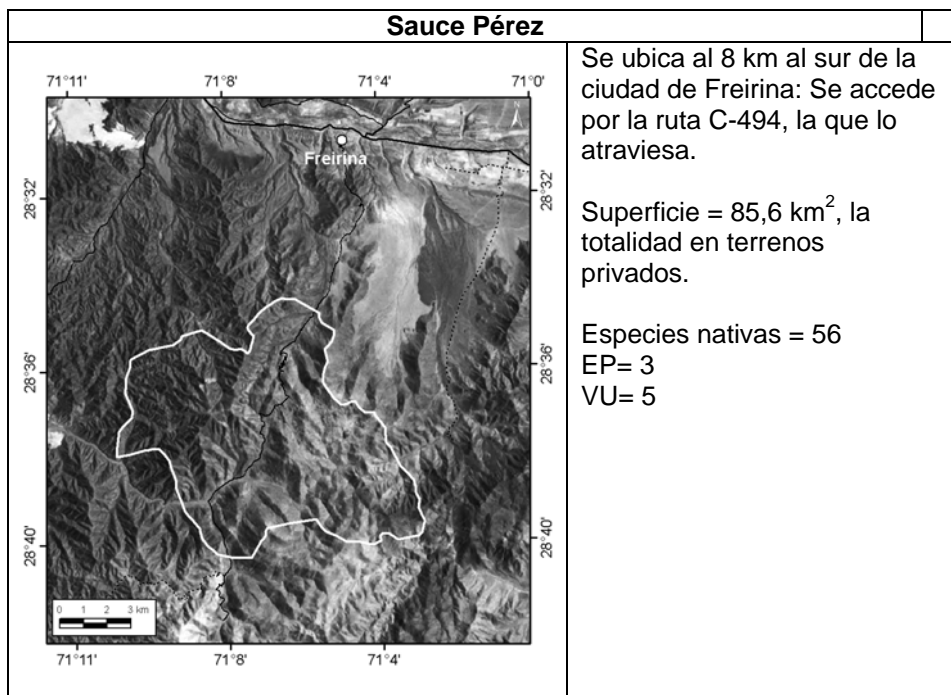 Sauce Pérez
71°11' 71°8' 71°4' 71°0'
Freirina
28°32' 28°32'
28°36' 28°36'
28°40' 28°40'
0 1 2 3 km
71°11' 71°8' 71°4'
Se ubica al 8 km al sur de la
ciudad de Freirina: Se accede
por la ruta C-494, la que lo
atraviesa.
Superficie = 85,6 km², la
totalidad en terrenos
privados.
Especies nativas = 56
EP= 3
VU= 5